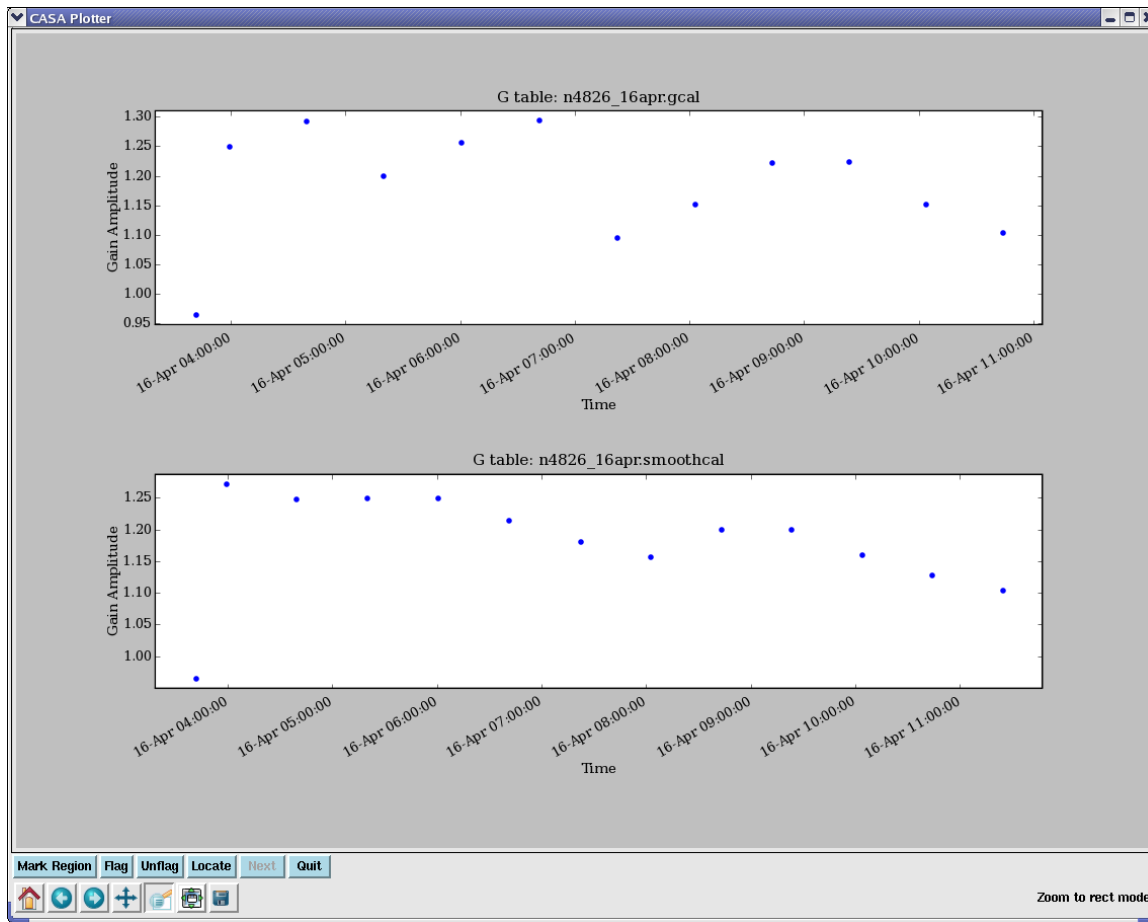 CASA Plotter
G table: n4826_16apr.gcal
Gain Amplitude
1.30
1.25
1.20
1.15
1.10
1.05
1.00
0.95
16-Apr 04:00:00
16-Apr 05:00:00
16-Apr 06:00:00
16-Apr 07:00:00
16-Apr 08:00:00
16-Apr 09:00:00
16-Apr 10:00:00
16-Apr 11:00:00
Time
G table: n4826_16apr.smoothcal
Gain Amplitude
1.25
1.20
1.15
1.10
1.05
1.00
16-Apr 04:00:00
16-Apr 05:00:00
16-Apr 06:00:00
16-Apr 07:00:00
16-Apr 08:00:00
16-Apr 09:00:00
16-Apr 10:00:00
16-Apr 11:00:00
Time
Mark Region Flag Unflag Locate Next Quit
Zoom to rect mode